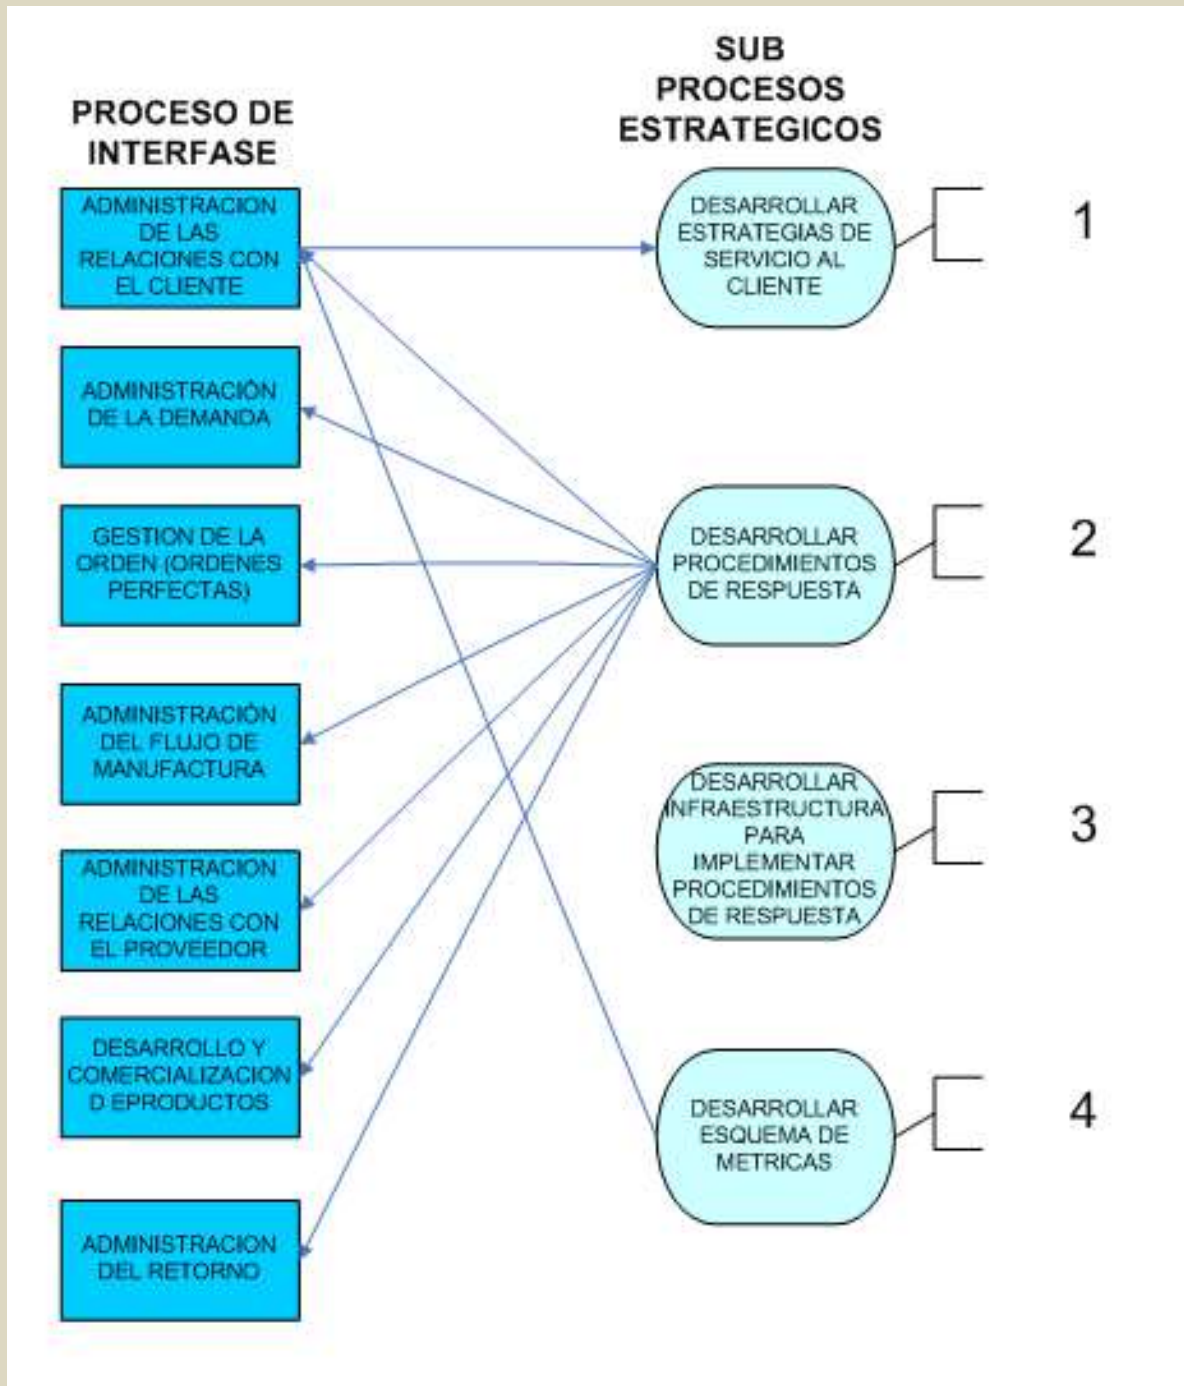 PROCESO DE
INTERFASE
ADMINISTRACION
DE LAS
RELACIONES CON
EL CLIENTE
ADMINISTRACIÓN
DE LA DEMANDA
GESTION DE LA
ORDEN (ORDENES
PERFECTAS)
ADMINISTRACIÓN
DEL FLUJO DE
MANUFACTURA
ADMINISTRACION
DE LAS
RELACIONES CON
EL PROVEEDOR
DESARROLLO Y
COMERCIALIZACION
D EPRODUCTOS
ADMINISTRACION
DEL RETORNO
SUB
PROCESOS
ESTRATEGICOS
DESARROLLAR
ESTRATEGIAS DE
SERVICIO AL
CLIENTE
1
DESARROLLAR
PROCEDIMIENTOS
DE RESPUESTA
2
DESARROLLAR
INFRAESTRUCTURA
PARA
IMPLEMENTAR
PROCEDIMIENTOS
DE RESPUESTA
3
DESARROLLAR
ESQUEMA DE
METRICAS
4